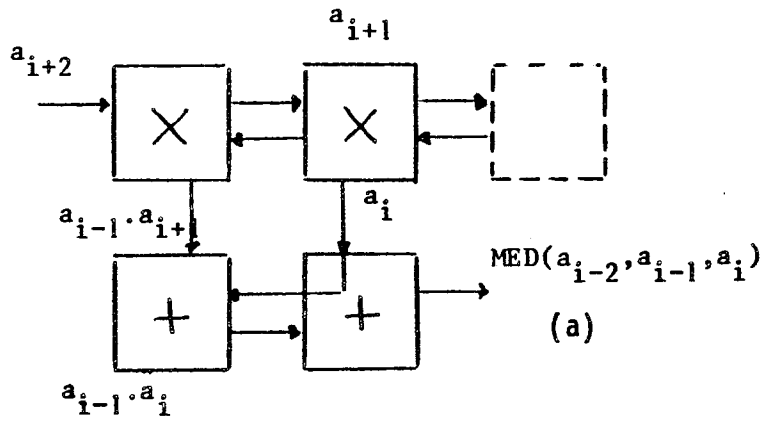 a_{i+1}
a_{i+2}
×
×
a_{i-1}·a_{i+1}
a_i
MED(a_{i-2},a_{i-1},a_i)
+
+
(a)
a_{i-1}·a_i